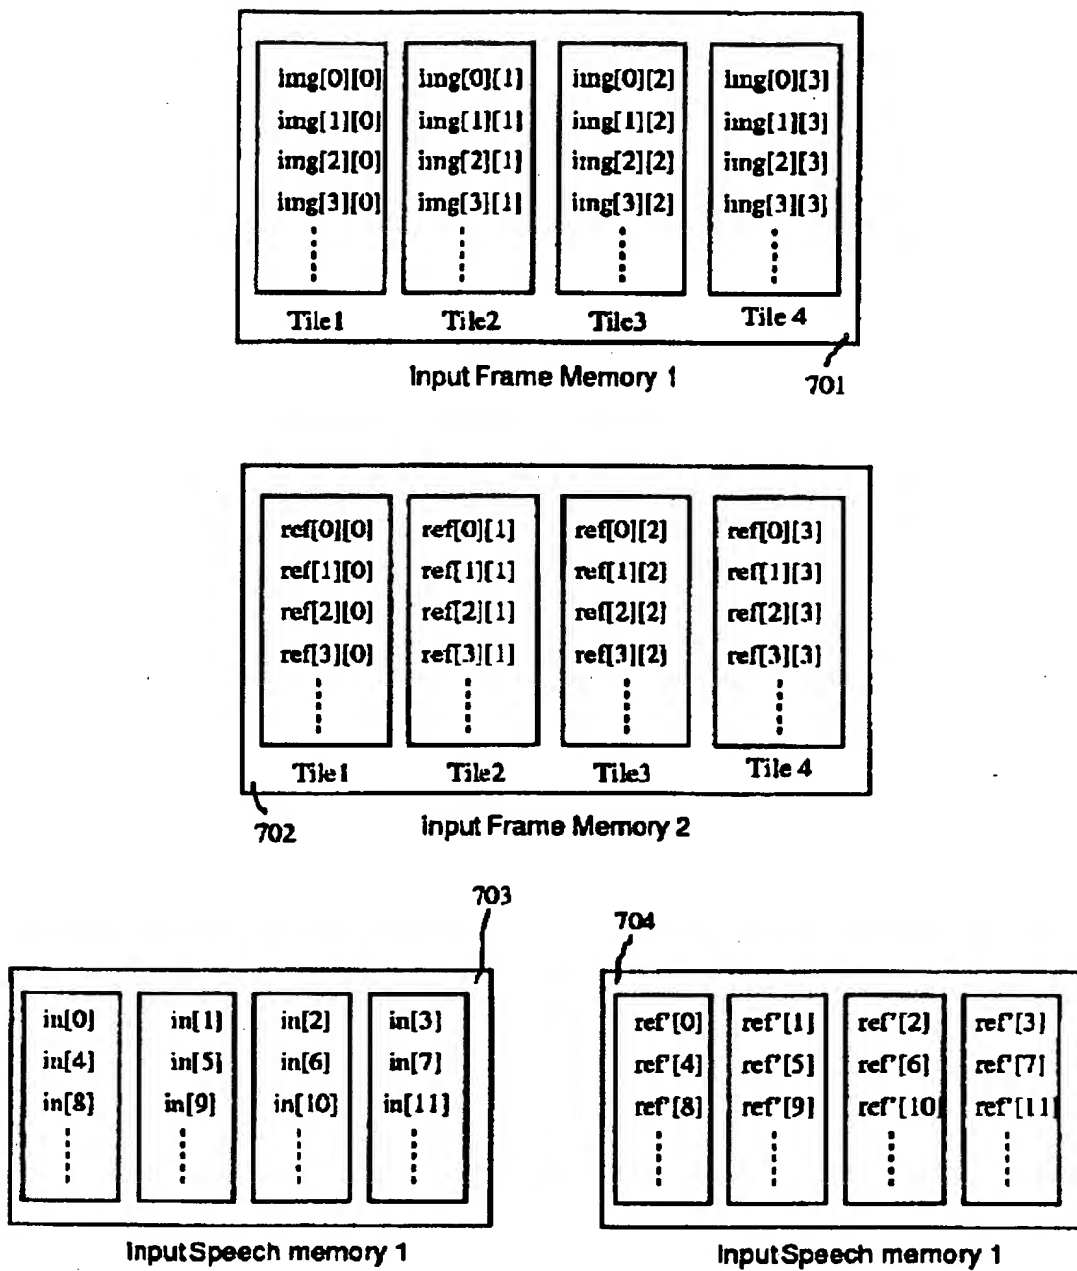 img[0][0] img[0][1] img[0][2] img[0][3]
img[1][0] img[1][1] img[1][2] img[1][3]
img[2][0] img[2][1] img[2][2] img[2][3]
img[3][0] img[3][1] img[3][2] img[3][3]
Tile1 Tile2 Tile3 Tile 4
Input Frame Memory 1 701
ref[0][0] ref[0][1] ref[0][2] ref[0][3]
ref[1][0] ref[1][1] ref[1][2] ref[1][3]
ref[2][0] ref[2][1] ref[2][2] ref[2][3]
ref[3][0] ref[3][1] ref[3][2] ref[3][3]
Tile1 Tile2 Tile3 Tile 4
702 Input Frame Memory 2
703
in[0] in[1] in[2] in[3]
in[4] in[5] in[6] in[7]
in[8] in[9] in[10] in[11]
Input Speech memory 1
704
ref'[0] ref'[1] ref'[2] ref'[3]
ref'[4] ref'[5] ref'[6] ref'[7]
ref'[8] ref'[9] ref'[10] ref'[11]
Input Speech memory 1